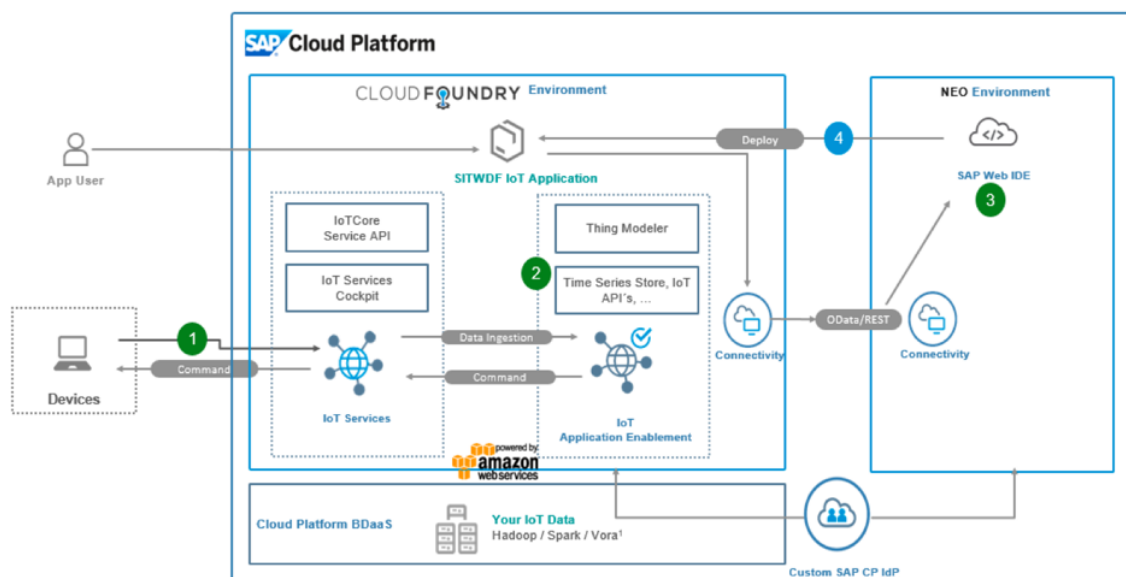 SAP Cloud Platform
CLOUD FOUNDRY Environment
NEO Environment
App User
SITWDF IoT Application
Deploy
4
</>
SAP Web IDE
3
IoTCore
Service API
IoT Services
Cockpit
Thing Modeler
2
Time Series Store, IoT
API´s, ...
1
Command
Devices
IoT Services
Data Ingestion
Command
IoT
Application Enablement
Connectivity
OData/REST
Connectivity
powered by
amazon
webservices
Cloud Platform BDaaS
Your IoT Data
Hadoop / Spark / Vora¹
Custom SAP CP IdP